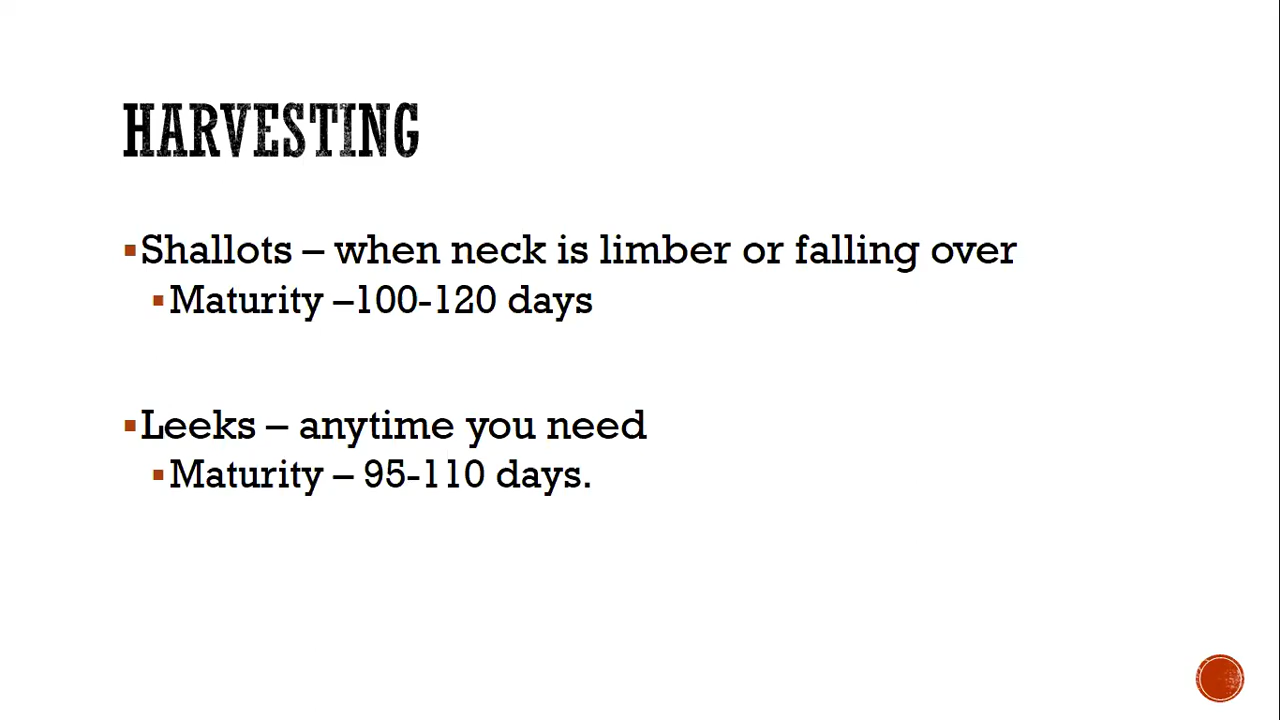 HARVESTING
▪Shallots – when neck is limber or falling over
▪Maturity –100-120 days
▪Leeks – anytime you need
▪Maturity – 95-110 days.